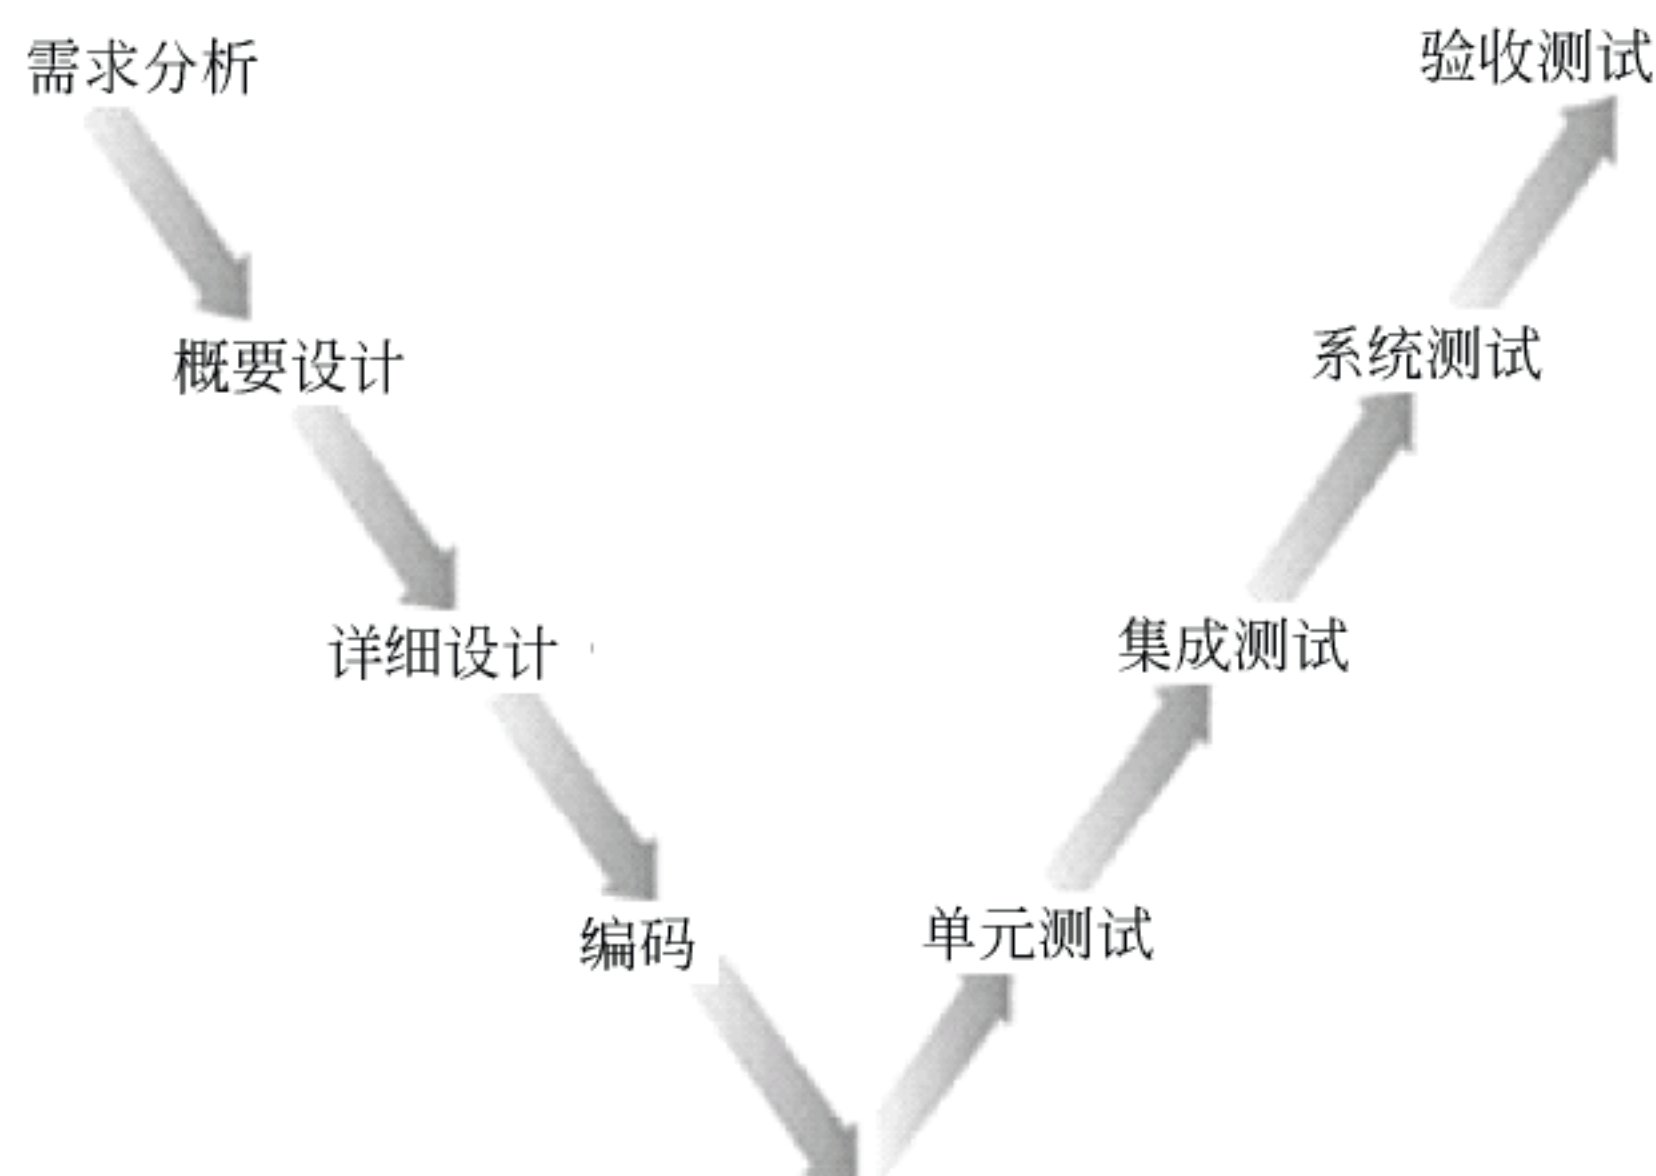 需求分析
验收测试
概要设计
系统测试
详细设计
集成测试
编码
单元测试